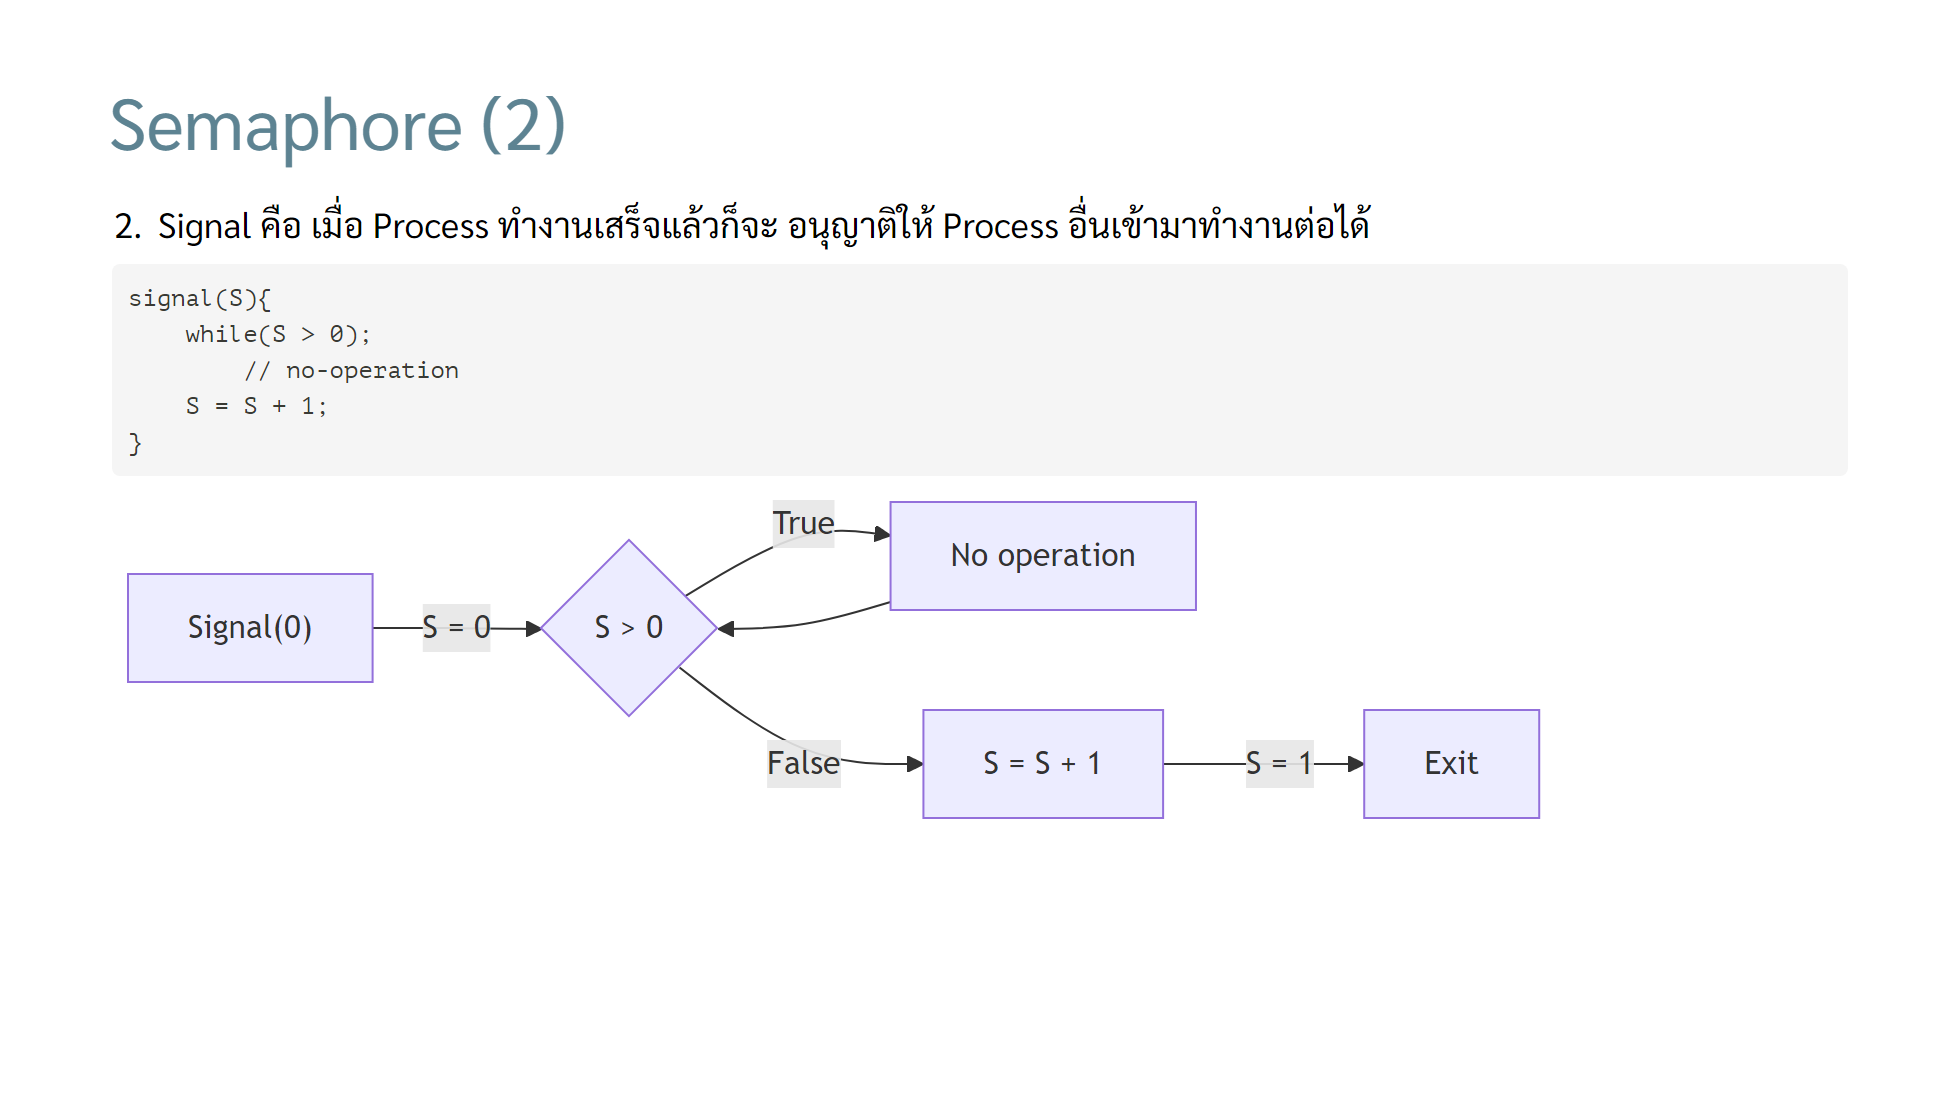 Semaphore (2)
2. Signal คือ เมื่อ Process ทำงานเสร็จแล้วก็จะ อนุญาติให้ Process อื่นเข้ามาทำงานต่อได้
signal(S){
    while(S > 0);
        // no-operation
    S = S + 1;
}
True
No operation
Signal(0)
S = 0
S > 0
False
S = S + 1
S = 1
Exit